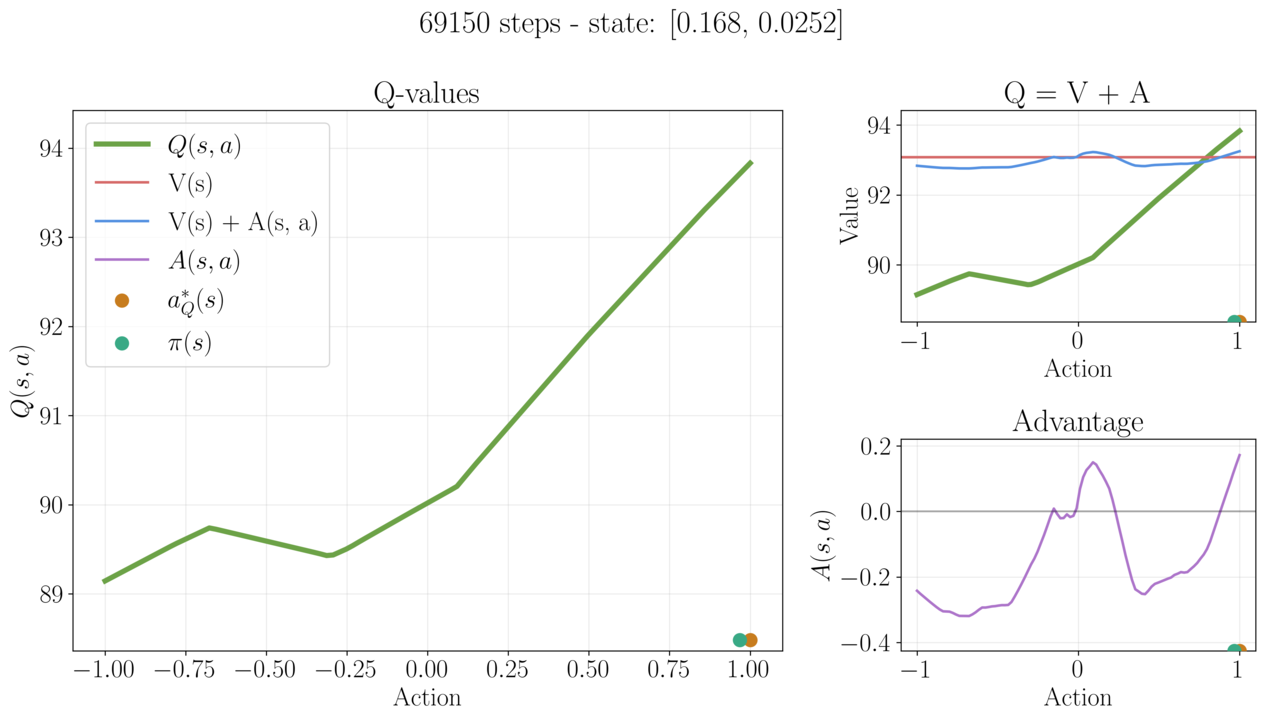 69150 steps - state: [0.168, 0.0252]
Q-values
Q(s, a)
94
93
92
91
90
89
Q(s, a)
V(s)
V(s) + A(s, a)
A(s, a)
a*Q(s)
π(s)
−1.00
−0.75
−0.50
−0.25
0.00
0.25
0.50
0.75
1.00
Action
Q = V + A
Value
94
92
90
−1
0
1
Action
Advantage
A(s, a)
0.2
0.0
−0.2
−0.4
−1
0
1
Action